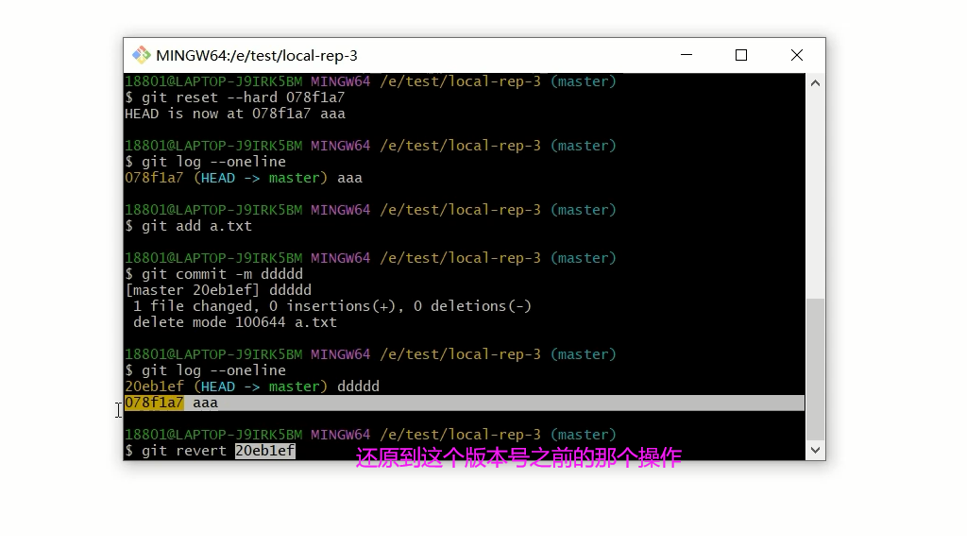 MINGW64:/e/test/local-rep-3
18801@LAPTOP-J9IRK5BM MINGW64 /e/test/local-rep-3 (master)
$ git reset --hard 078f1a7
HEAD is now at 078f1a7 aaa
18801@LAPTOP-J9IRK5BM MINGW64 /e/test/local-rep-3 (master)
$ git log --oneline
078f1a7 (HEAD -> master) aaa
18801@LAPTOP-J9IRK5BM MINGW64 /e/test/local-rep-3 (master)
$ git add a.txt
18801@LAPTOP-J9IRK5BM MINGW64 /e/test/local-rep-3 (master)
$ git commit -m ddddd
[master 20eb1ef] ddddd
1 file changed, 0 insertions(+), 0 deletions(-)
delete mode 100644 a.txt
18801@LAPTOP-J9IRK5BM MINGW64 /e/test/local-rep-3 (master)
$ git log --oneline
20eb1ef (HEAD -> master) ddddd
078f1a7 aaa
18801@LAPTOP-J9IRK5BM MINGW64 /e/test/local-rep-3 (master)
$ git revert 20eb1ef
还原到这个版本号之前的那个操作